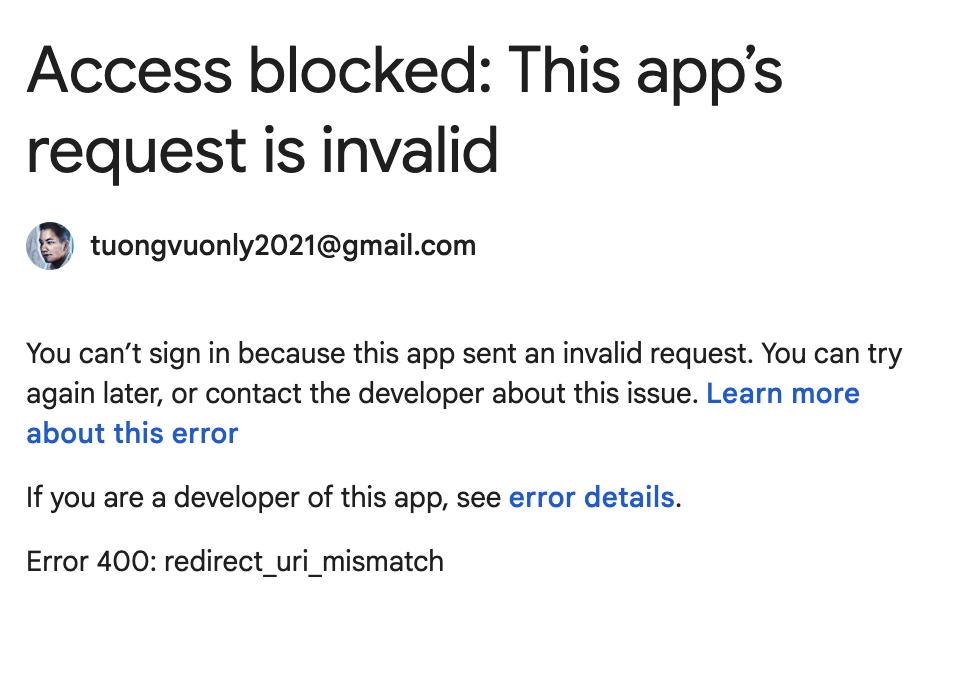 Access blocked: This app’s
request is invalid
tuongvuonly2021@gmail.com
You can’t sign in because this app sent an invalid request. You can try
again later, or contact the developer about this issue. Learn more
about this error
If you are a developer of this app, see error details.
Error 400: redirect_uri_mismatch